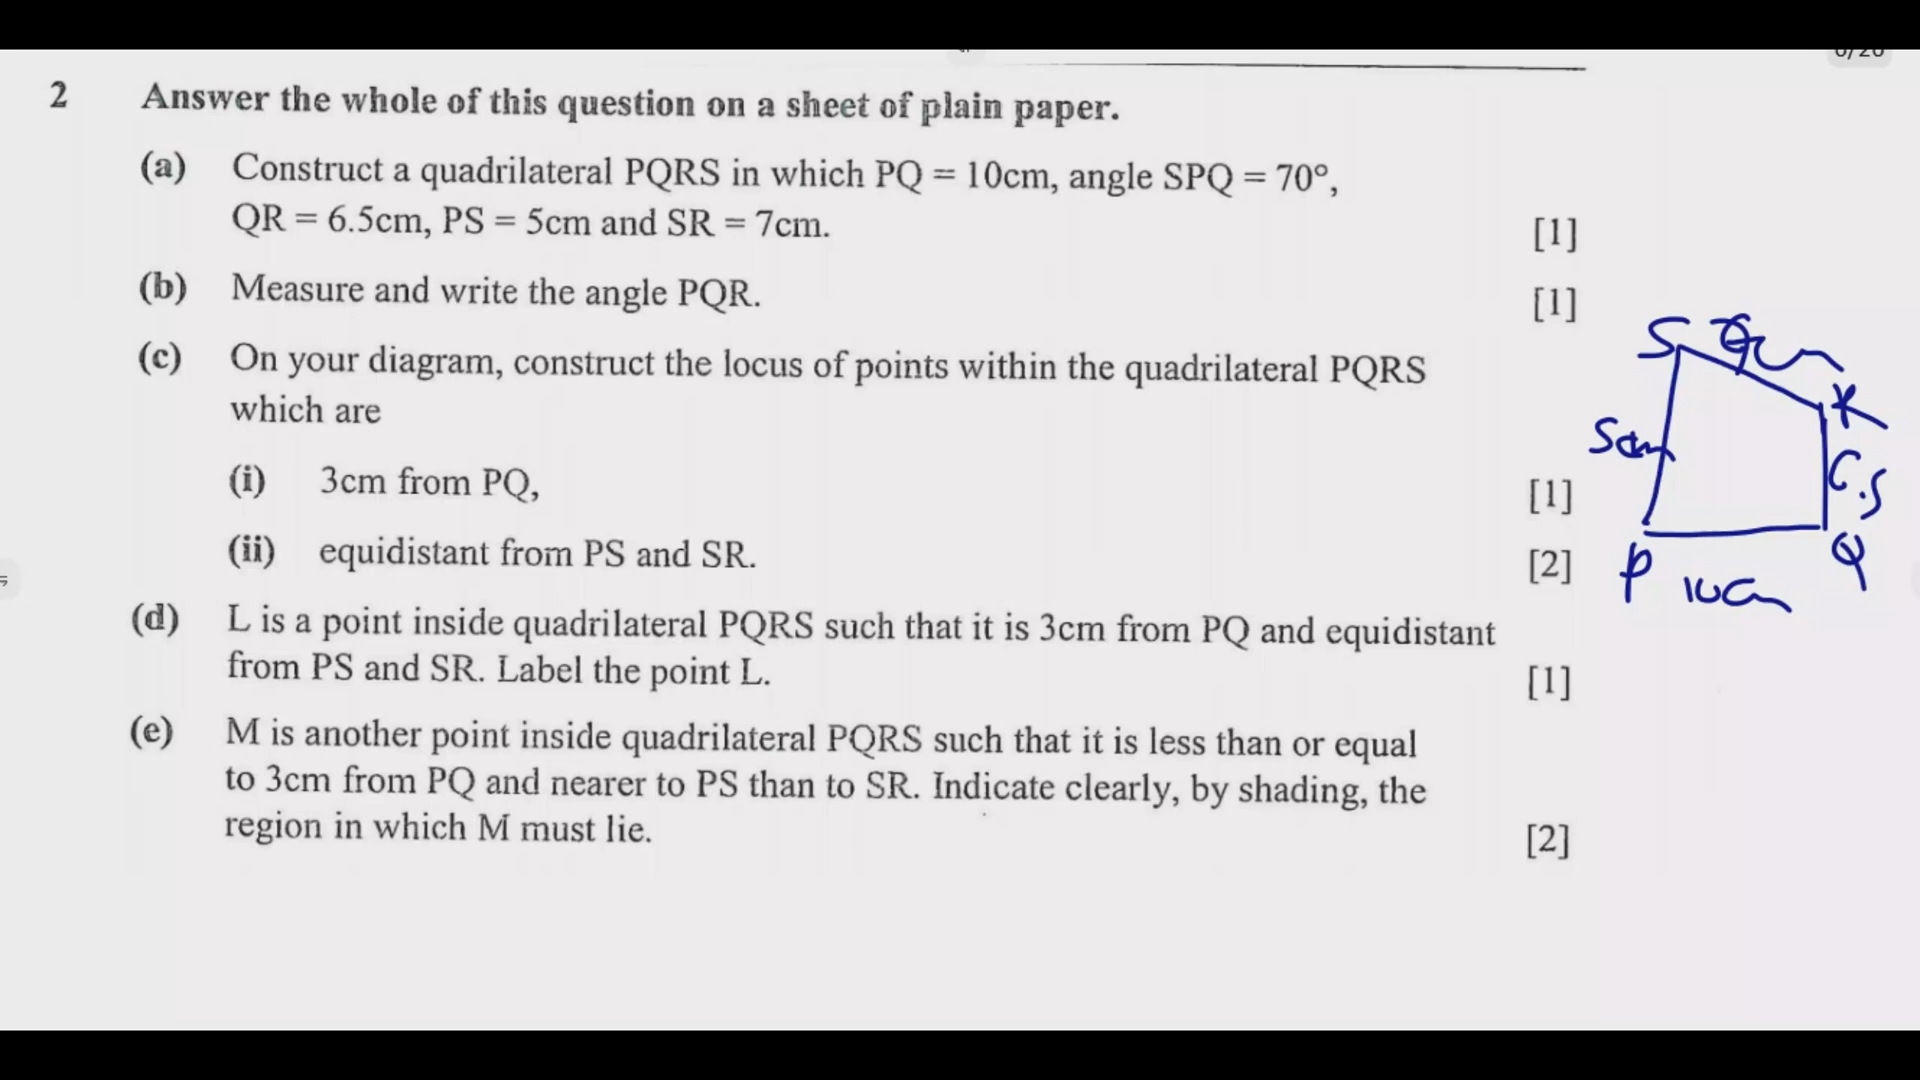 2 Answer the whole of this question on a sheet of plain paper.
(a) Construct a quadrilateral PQRS in which PQ = 10cm, angle SPQ = 70°,
QR = 6.5cm, PS = 5cm and SR = 7cm. [1]
(b) Measure and write the angle PQR. [1]
(c) On your diagram, construct the locus of points within the quadrilateral PQRS
which are
(i) 3cm from PQ, [1]
(ii) equidistant from PS and SR. [2]
(d) L is a point inside quadrilateral PQRS such that it is 3cm from PQ and equidistant
from PS and SR. Label the point L. [1]
(e) M is another point inside quadrilateral PQRS such that it is less than or equal
to 3cm from PQ and nearer to PS than to SR. Indicate clearly, by shading, the
region in which M must lie. [2]
S
R
5cm
P
Q
10cm